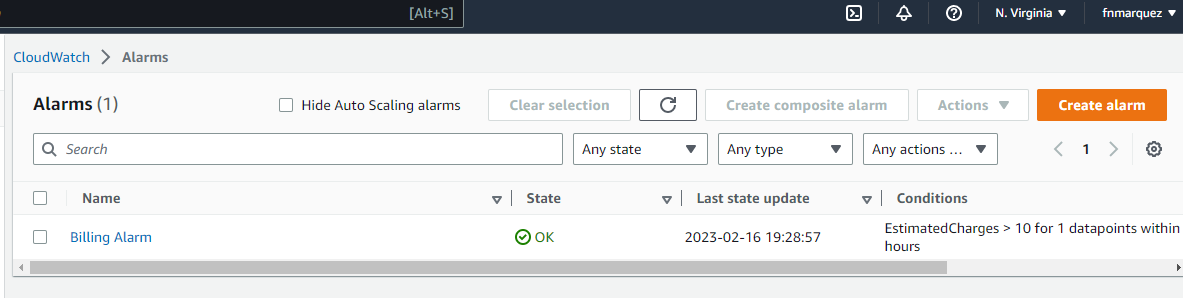 [Alt+S]
N. Virginia
fnmarquez
CloudWatch
Alarms
Alarms (1)
Hide Auto Scaling alarms
Clear selection
Create composite alarm
Actions
Create alarm
Search
Any state
Any type
Any actions ...
1
Name
State
Last state update
Conditions
Billing Alarm
OK
2023-02-16 19:28:57
EstimatedCharges > 10 for 1 datapoints within
hours